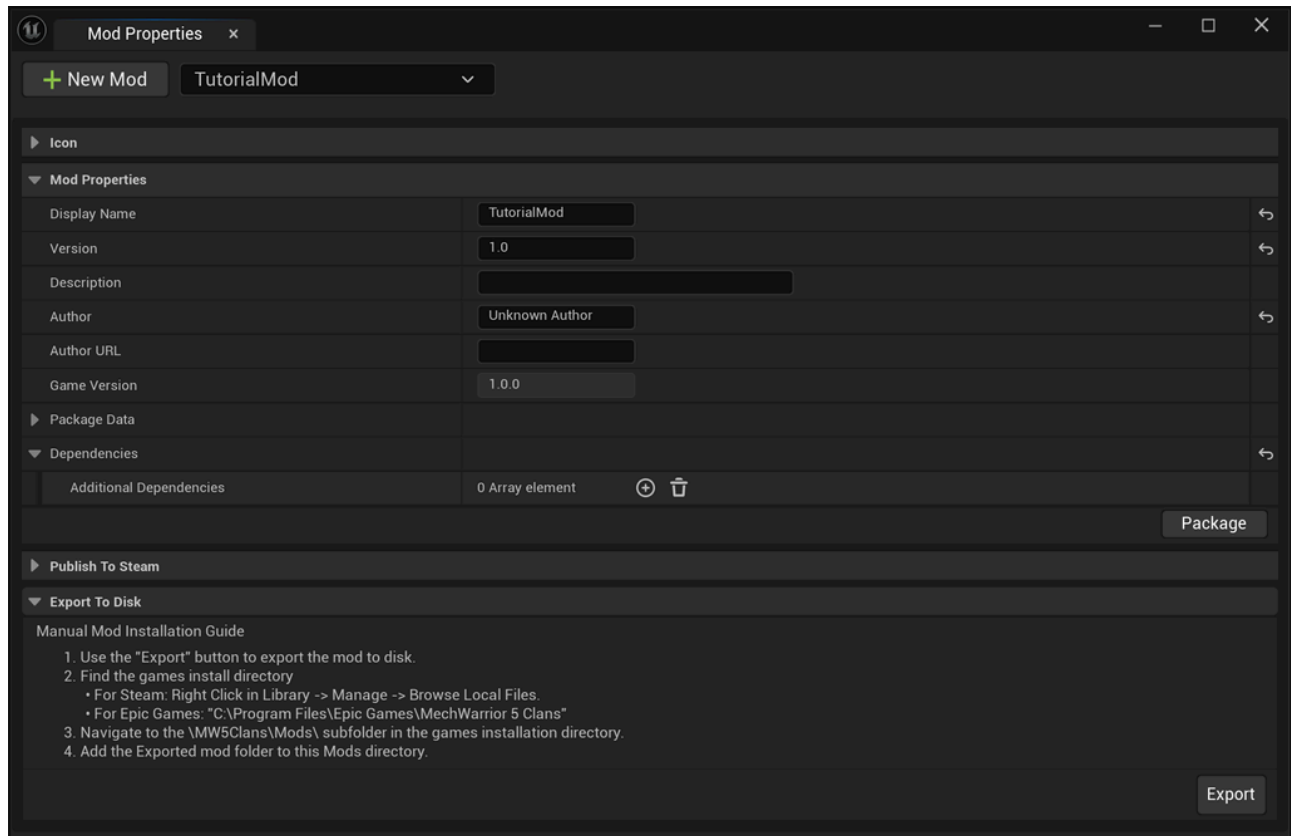 Mod Properties
New Mod
TutorialMod
Icon
Mod Properties
Display Name TutorialMod
Version 1.0
Description
Author Unknown Author
Author URL
Game Version 1.0.0
Package Data
Dependencies
Additional Dependencies 0 Array element
Package
Publish To Steam
Export To Disk
Manual Mod Installation Guide
1. Use the "Export" button to export the mod to disk.
2. Find the games install directory
• For Steam: Right Click in Library -> Manage -> Browse Local Files.
• For Epic Games: "C:\Program Files\Epic Games\MechWarrior 5 Clans"
3. Navigate to the \MW5Clans\Mods\ subfolder in the games installation directory.
4. Add the Exported mod folder to this Mods directory.
Export